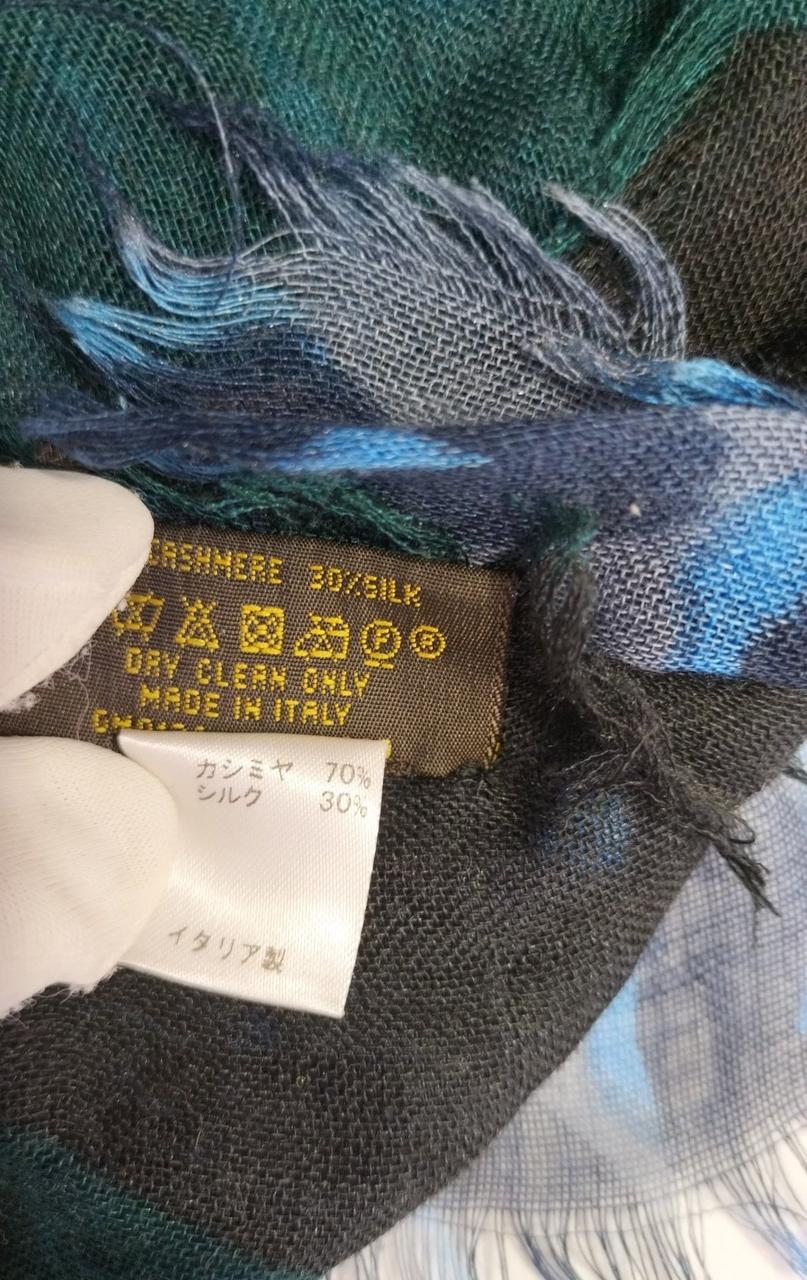 CASHMERE 30%SILK
DRY CLEAN ONLY
MADE IN ITALY
カシミヤ 70%
シルク 30%
イタリア製